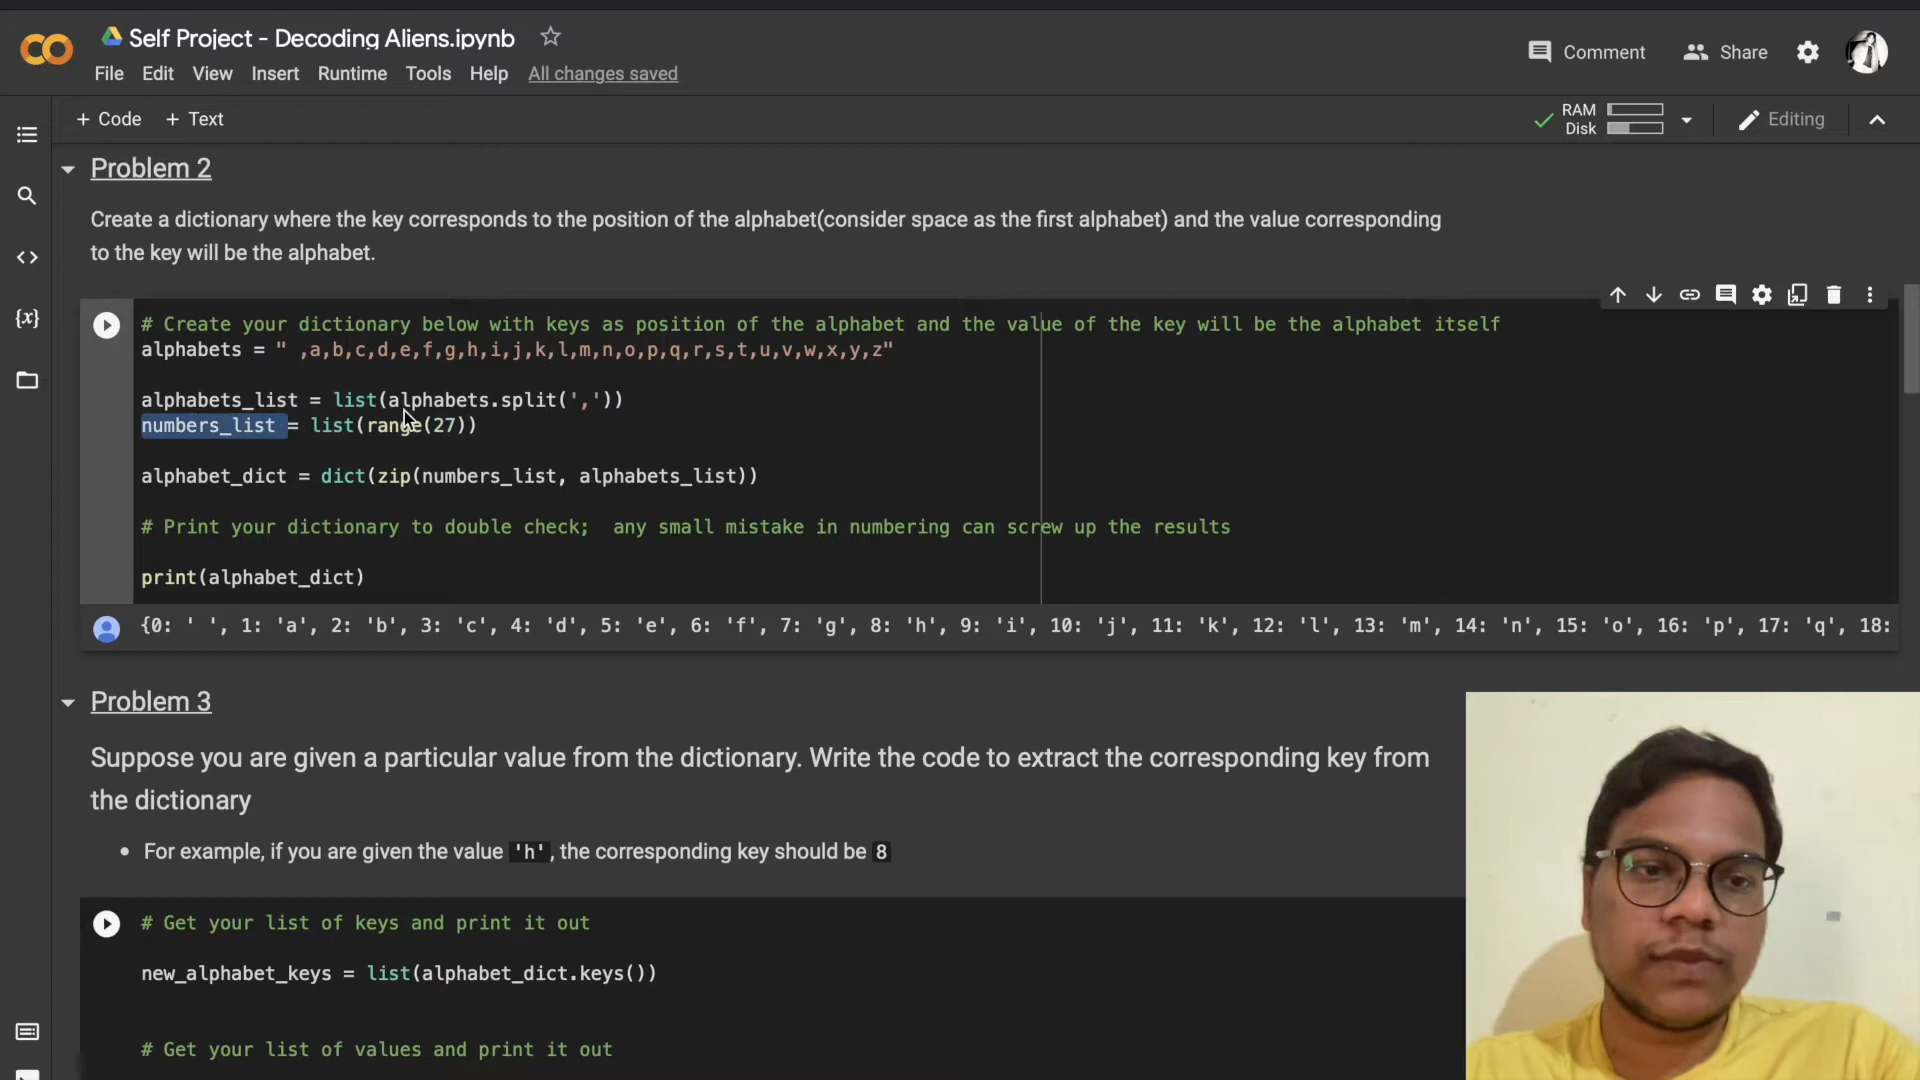 Self Project - Decoding Aliens.ipynb
File Edit View Insert Runtime Tools Help All changes saved
Comment Share
+ Code + Text
RAM
Disk
Editing
Problem 2
Create a dictionary where the key corresponds to the position of the alphabet(consider space as the first alphabet) and the value corresponding
to the key will be the alphabet.
# Create your dictionary below with keys as position of the alphabet and the value of the key will be the alphabet itself
alphabets = " ,a,b,c,d,e,f,g,h,i,j,k,l,m,n,o,p,q,r,s,t,u,v,w,x,y,z"
alphabets_list = list(alphabets.split(','))
numbers_list = list(range(27))
alphabet_dict = dict(zip(numbers_list, alphabets_list))
# Print your dictionary to double check;  any small mistake in numbering can screw up the results
print(alphabet_dict)
{0: ' ', 1: 'a', 2: 'b', 3: 'c', 4: 'd', 5: 'e', 6: 'f', 7: 'g', 8: 'h', 9: 'i', 10: 'j', 11: 'k', 12: 'l', 13: 'm', 14: 'n', 15: 'o', 16: 'p', 17: 'q', 18:
Problem 3
Suppose you are given a particular value from the dictionary. Write the code to extract the corresponding key from
the dictionary
• For example, if you are given the value 'h', the corresponding key should be 8
# Get your list of keys and print it out
new_alphabet_keys = list(alphabet_dict.keys())
# Get your list of values and print it out